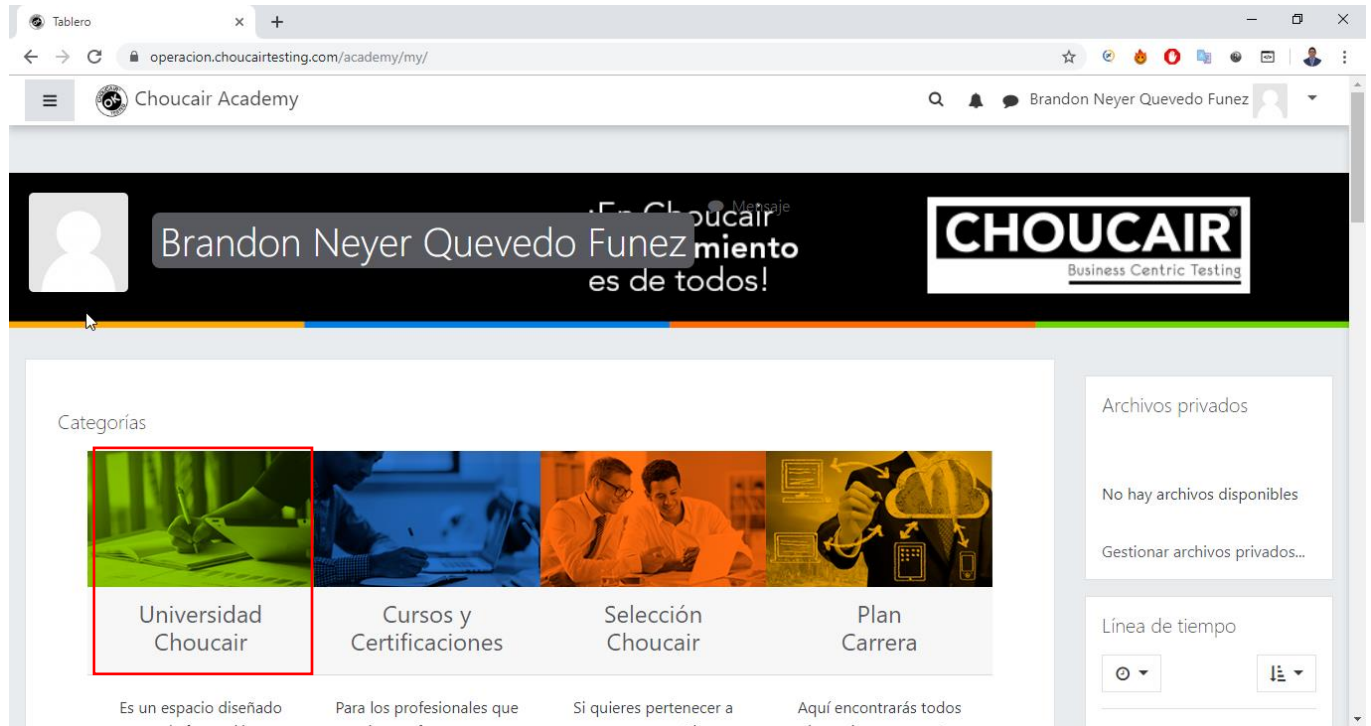 Tablero
operacion.choucairtesting.com/academy/my/
Choucair Academy
Brandon Neyer Quevedo Funez
Mensaje
¡En Choucair
Brandon Neyer Quevedo Funez
miento
es de todos!
CHOUCAIR®
Business Centric Testing
Categorías
Universidad
Choucair
Cursos y
Certificaciones
Selección
Choucair
Plan
Carrera
Es un espacio diseñado
Para los profesionales que
Si quieres pertenecer a
Aquí encontrarás todos
Archivos privados
No hay archivos disponibles
Gestionar archivos privados...
Línea de tiempo